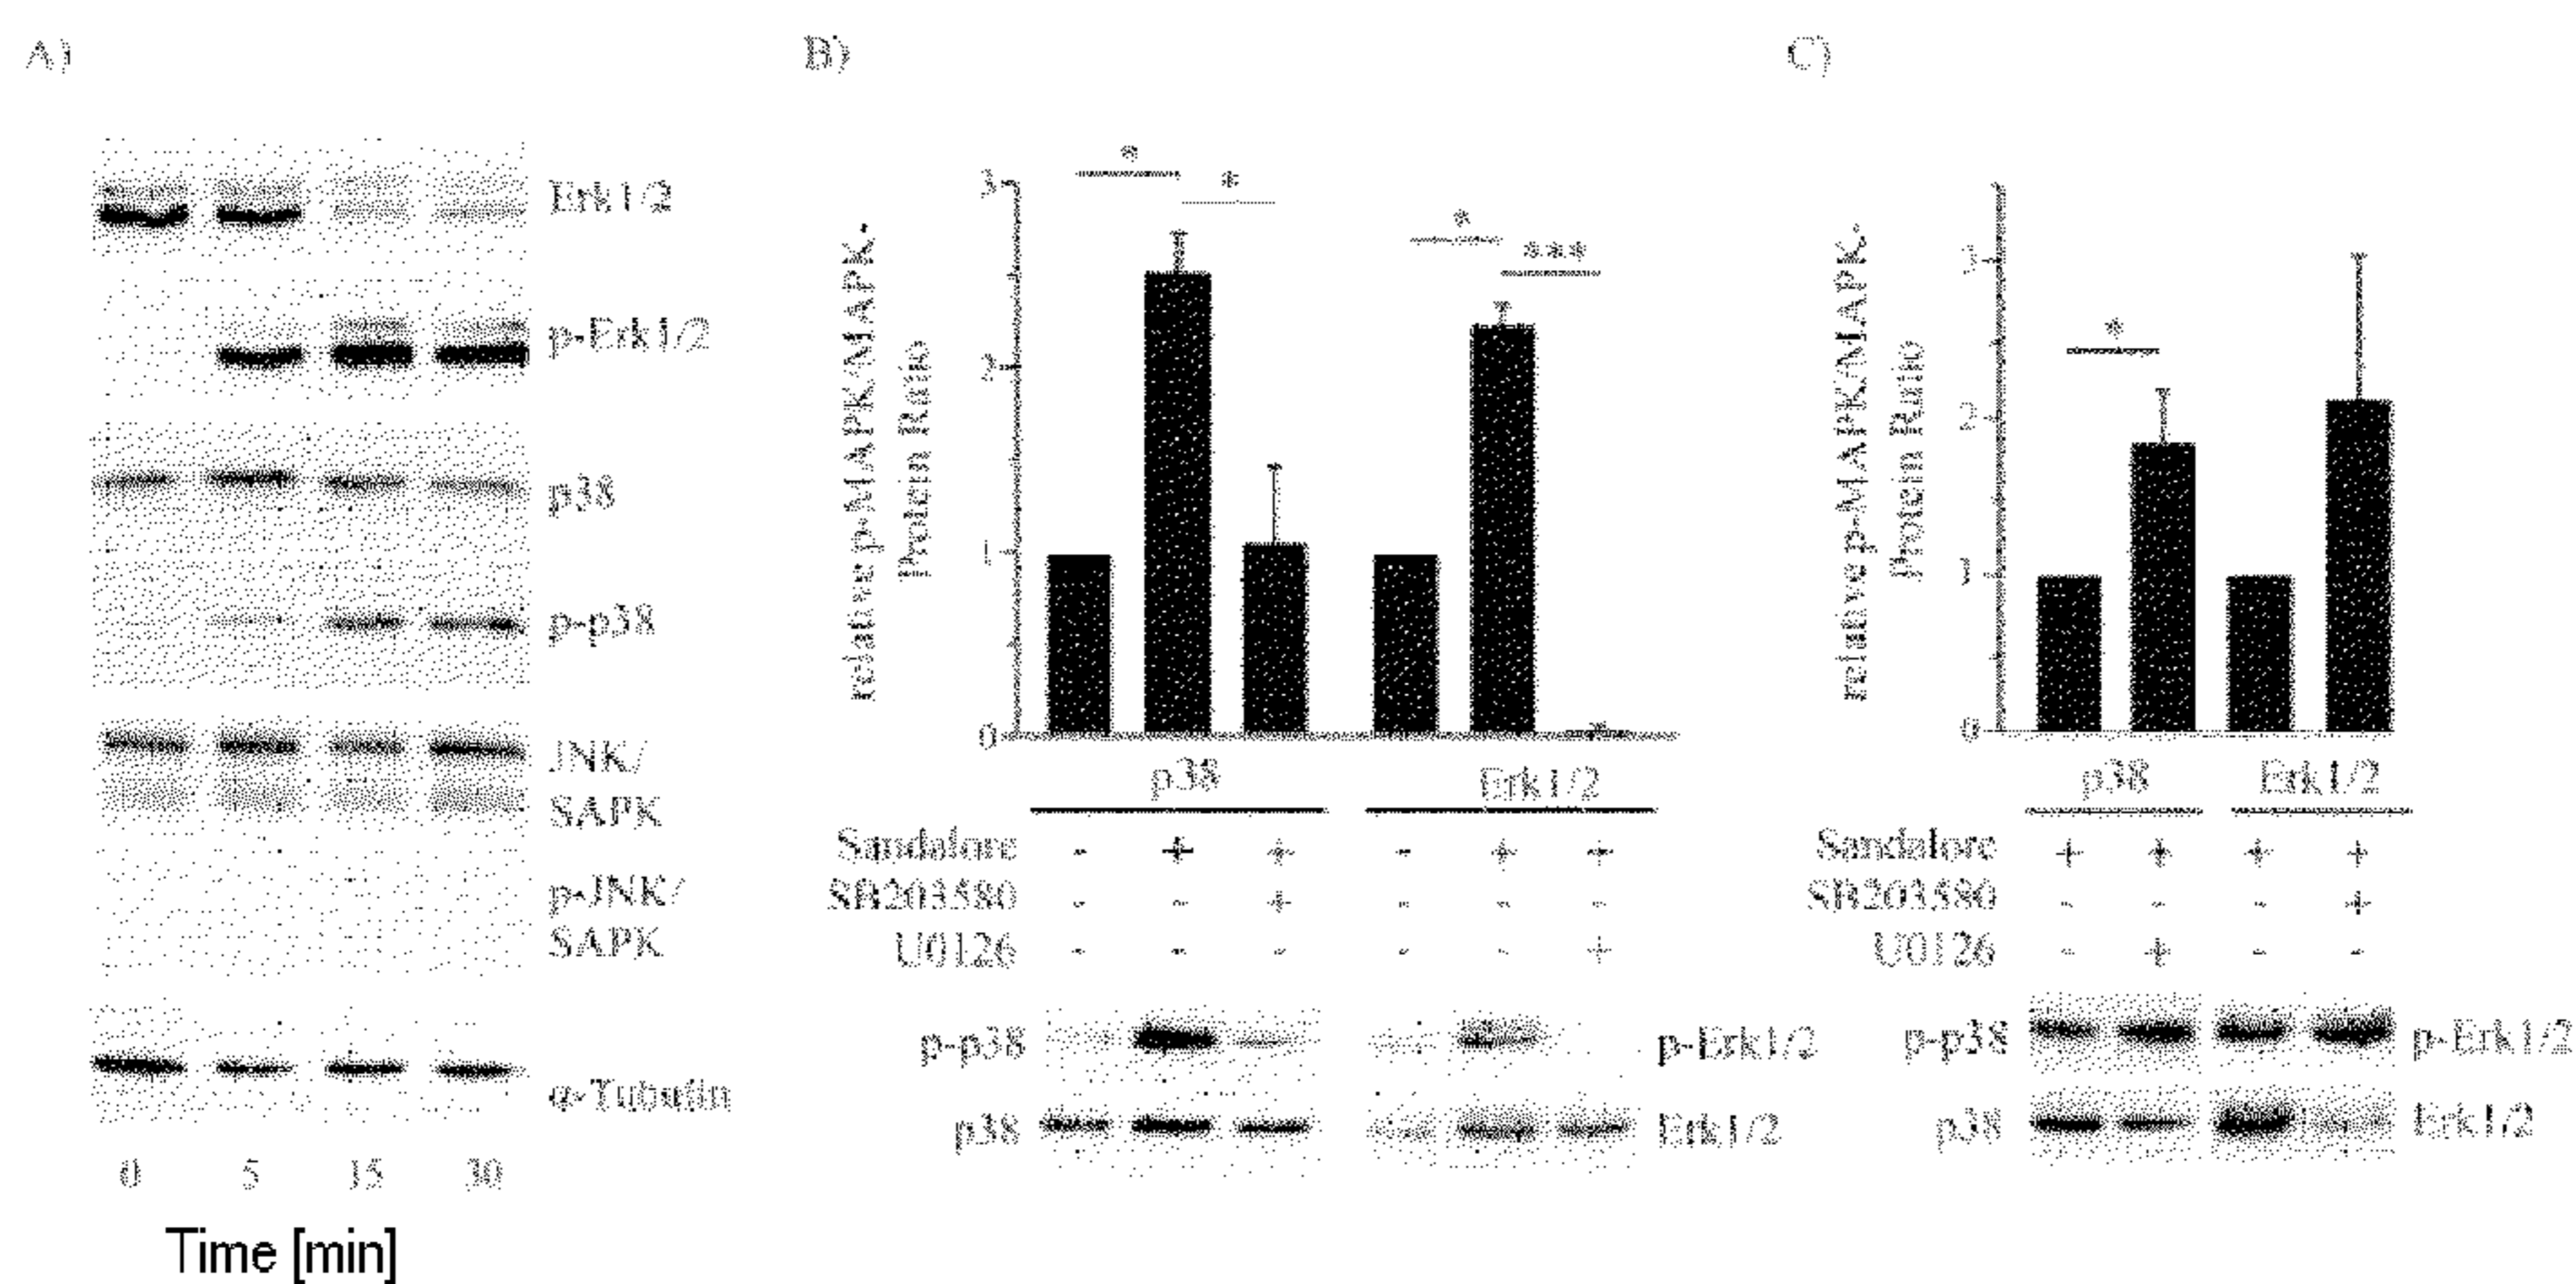 A)
Erk1/2
p-Erk1/2
p38
p-p38
JNK/
SAPK
p-JNK/
SAPK
α-Tubulin
0 5 15 30
Time [min]
B)
relative p-MAPK/MAPK-
Protein Ratio
3
2
1
0
* * * ***
p38 Erk1/2
Sandalore - + + - + +
SB203580 - - + - - -
U0126 - - - - - +
p-p38 p-Erk1/2
p38 Erk1/2
C)
relative p-MAPK/MAPK-
Protein Ratio
3
2
1
0
*
p38 Erk1/2
Sandalore + + + +
SB203580 - - - +
U0126 - + - -
p-p38 p-Erk1/2
p38 Erk1/2